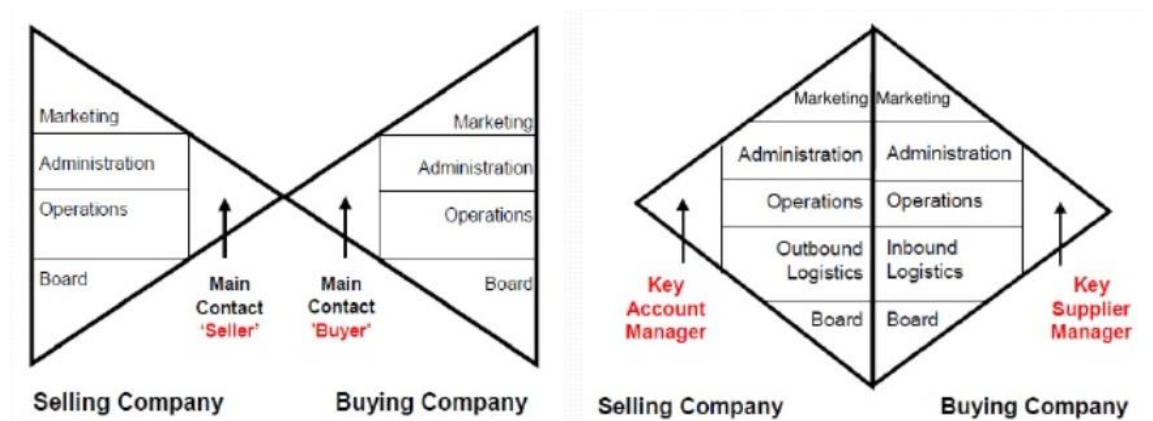 Marketing
Administration
Operations
Board
Main
Contact
'Seller'
Main
Contact
'Buyer'
Marketing
Administration
Operations
Board
Selling Company
Buying Company
Marketing
Administration
Operations
Outbound
Logistics
Board
Marketing
Administration
Operations
Inbound
Logistics
Board
Key
Account
Manager
Key
Supplier
Manager
Selling Company
Buying Company